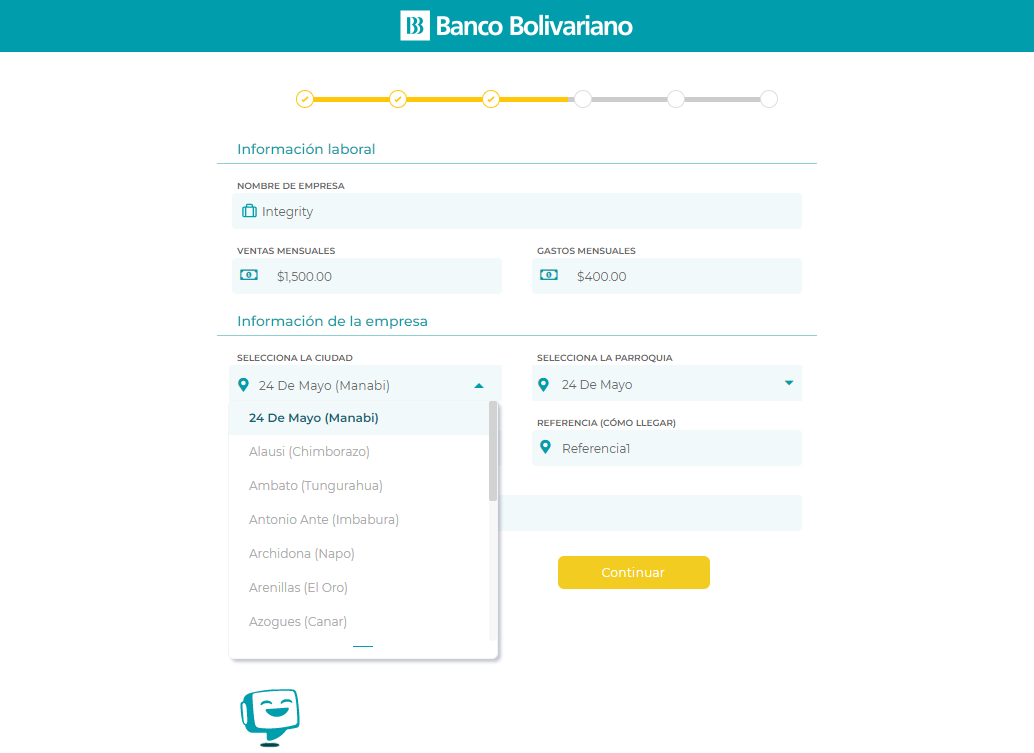 Banco Bolivariano
Información laboral
NOMBRE DE EMPRESA
Integrity
VENTAS MENSUALES
GASTOS MENSUALES
$1,500.00
$400.00
Información de la empresa
SELECCIONA LA CIUDAD
SELECCIONA LA PARROQUIA
24 De Mayo (Manabi)
24 De Mayo
24 De Mayo (Manabi)
REFERENCIA (CÓMO LLEGAR)
Alausi (Chimborazo)
Referencia1
Ambato (Tungurahua)
Antonio Ante (Imbabura)
Archidona (Napo)
Continuar
Arenillas (El Oro)
Azogues (Canar)